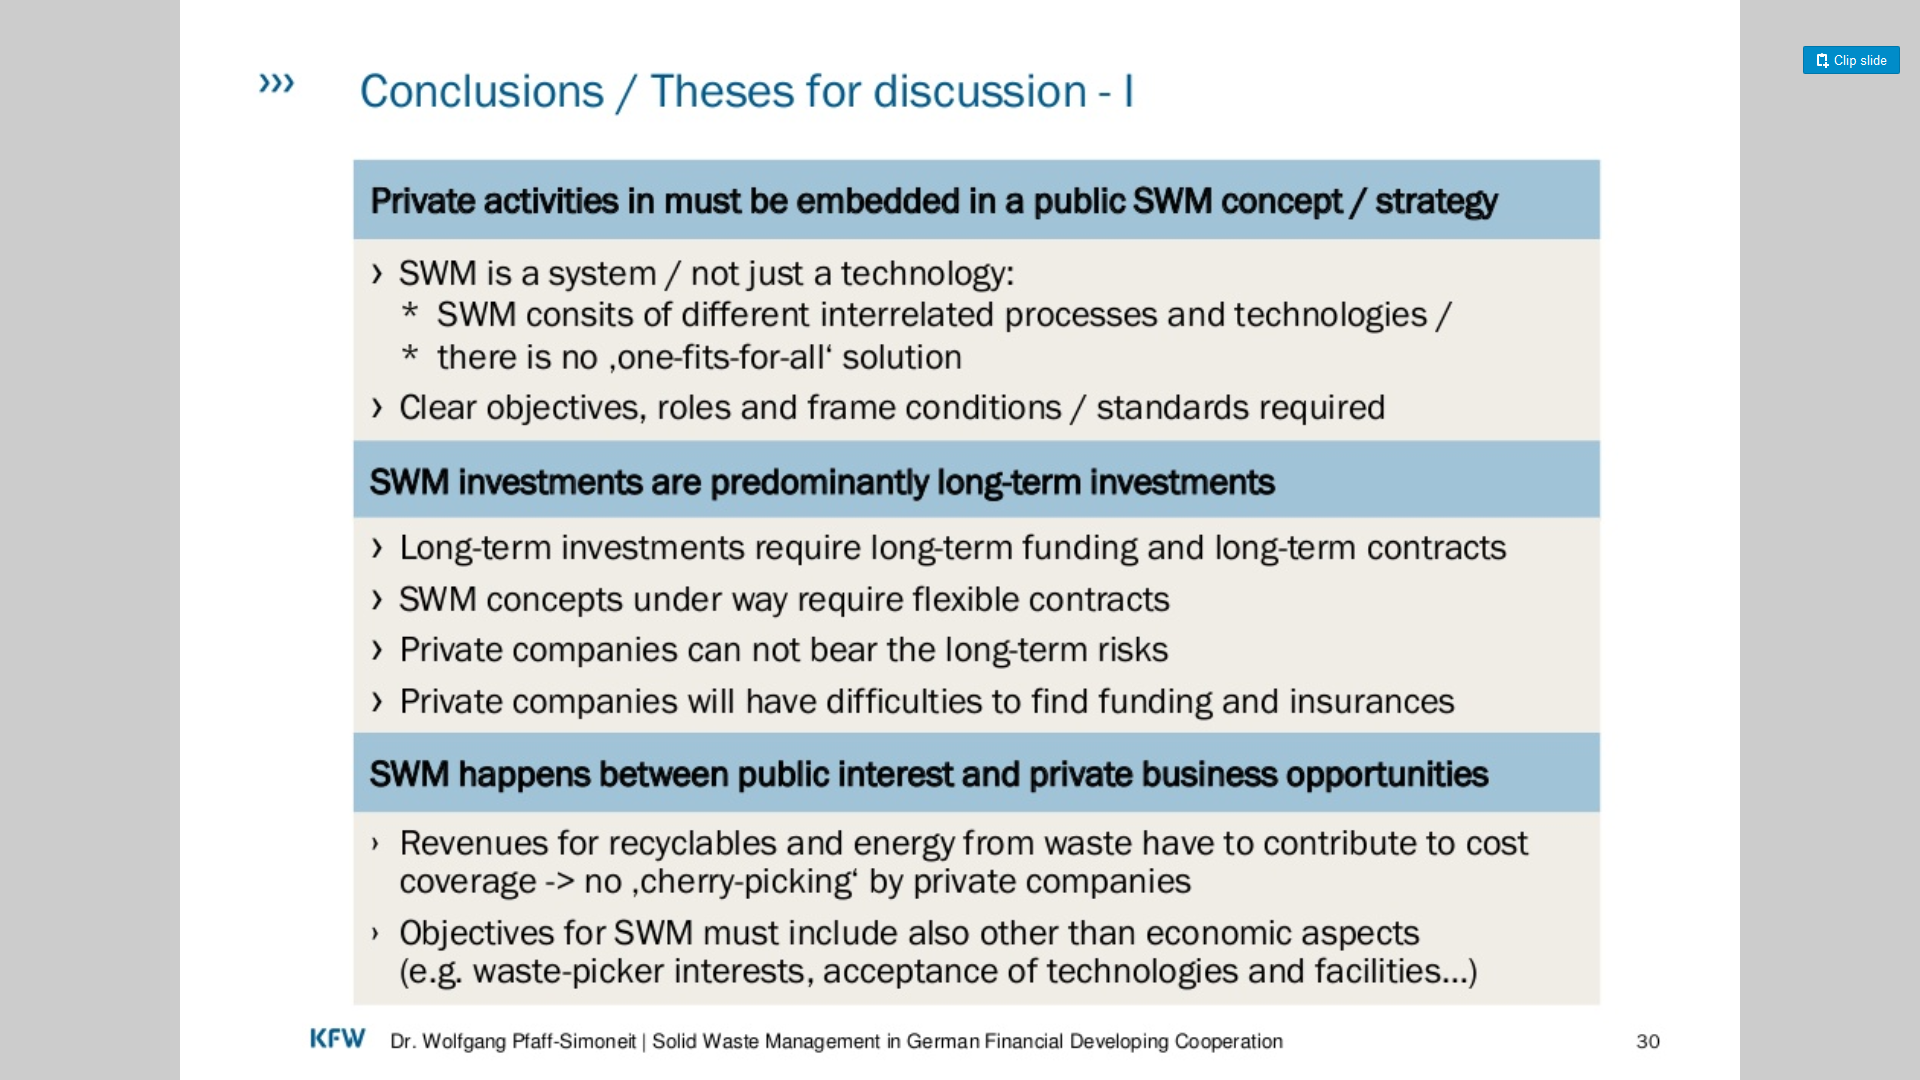 Clip slide
››› Conclusions / Theses for discussion - I
Private activities in must be embedded in a public SWM concept / strategy
› SWM is a system / not just a technology:
* SWM consits of different interrelated processes and technologies /
* there is no ‚one-fits-for-all‘ solution
› Clear objectives, roles and frame conditions / standards required
SWM investments are predominantly long-term investments
› Long-term investments require long-term funding and long-term contracts
› SWM concepts under way require flexible contracts
› Private companies can not bear the long-term risks
› Private companies will have difficulties to find funding and insurances
SWM happens between public interest and private business opportunities
› Revenues for recyclables and energy from waste have to contribute to cost
coverage -> no ‚cherry-picking‘ by private companies
› Objectives for SWM must include also other than economic aspects
(e.g. waste-picker interests, acceptance of technologies and facilities...)
KFW Dr. Wolfgang Pfaff-Simoneit | Solid Waste Management in German Financial Developing Cooperation 30